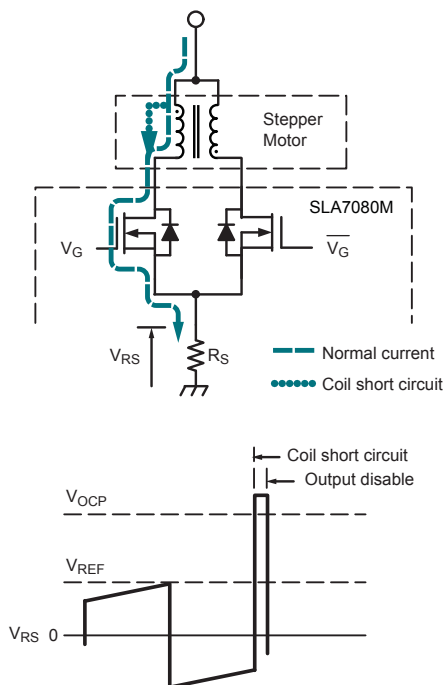 Stepper
Motor
SLA7080M
VG
VG
VRS
RS
Normal current
Coil short circuit
Coil short circuit
Output disable
VOCP
VREF
VRS 0